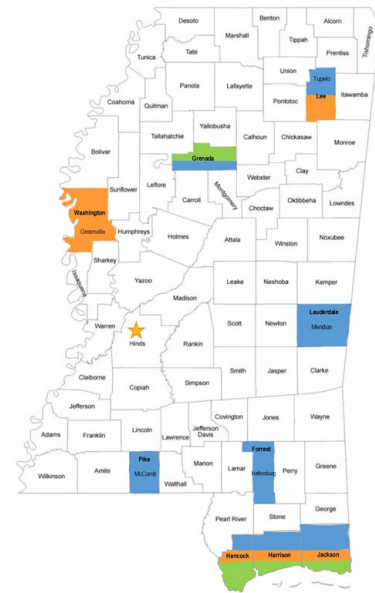 Desoto
Benton
Alcorn
Marshall
Tippah
Tishomingo
Tate
Prentiss
Tunica
Union
Tupelo
Panola
Lafayette
Lee
Itawamba
Coahoma
Quitman
Pontotoc
Yallobusha
Tallahatchie
Calhoun
Chickasaw
Monroe
Bolivar
Grenada
Clay
Webster
Sunflower
Leflore
Carroll
Montgomery
Oktibbeha
Lowndes
Choctaw
Washington
Greenville
Humphreys
Holmes
Attala
Winston
Noxubee
Sharkey
Issaquena
Yazoo
Leake
Neshoba
Kemper
Madison
Warren
Lauderdale
Scott
Newton
Meridian
Hinds
Rankin
Smith
Jasper
Clarke
Claiborne
Simpson
Copiah
Jefferson
Covington
Jones
Wayne
Lincoln
Lawrence
Jefferson
Davis
Adams
Franklin
Forrest
Pike
Marion
Lamar
Perry
Greene
Wilkinson
Amite
McComb
Walthall
Hattiesburg
George
Pearl River
Stone
Hancock
Harrison
Jackson